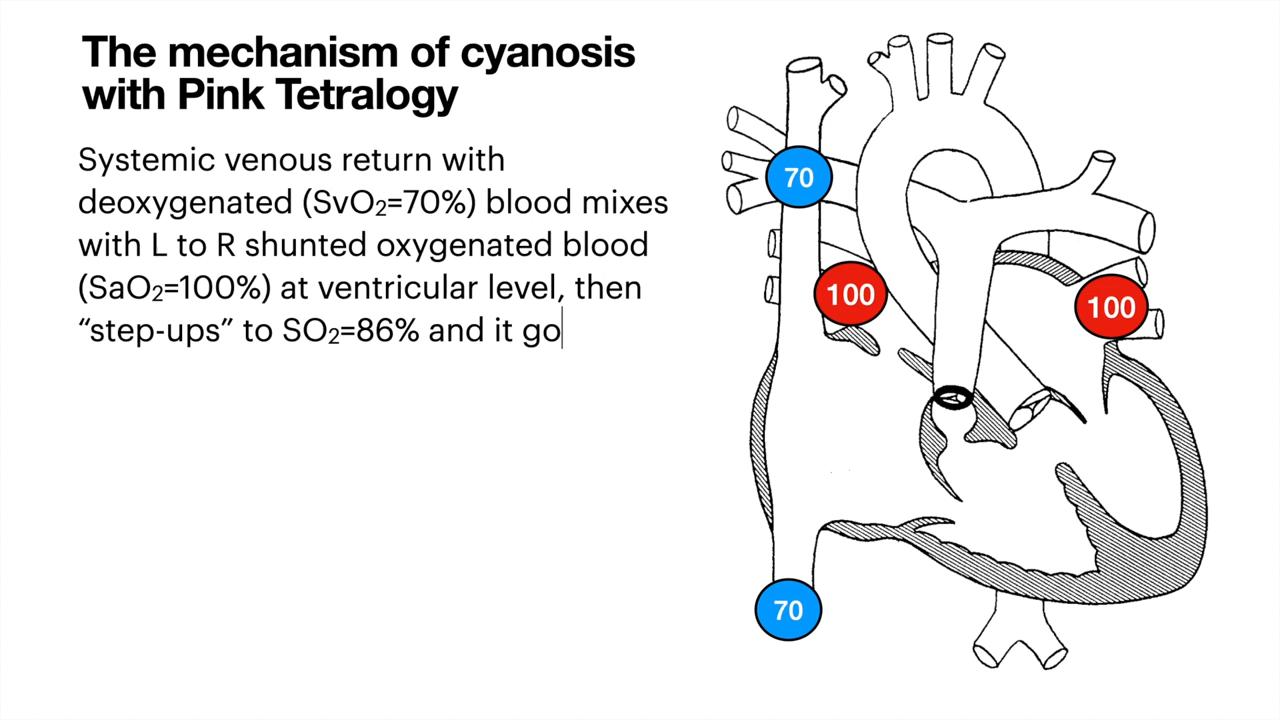 The mechanism of cyanosis
with Pink Tetralogy
Systemic venous return with
deoxygenated (SvO₂=70%) blood mixes
with L to R shunted oxygenated blood
(SaO₂=100%) at ventricular level, then
“step-ups” to SO₂=86% and it go
70
100
100
70